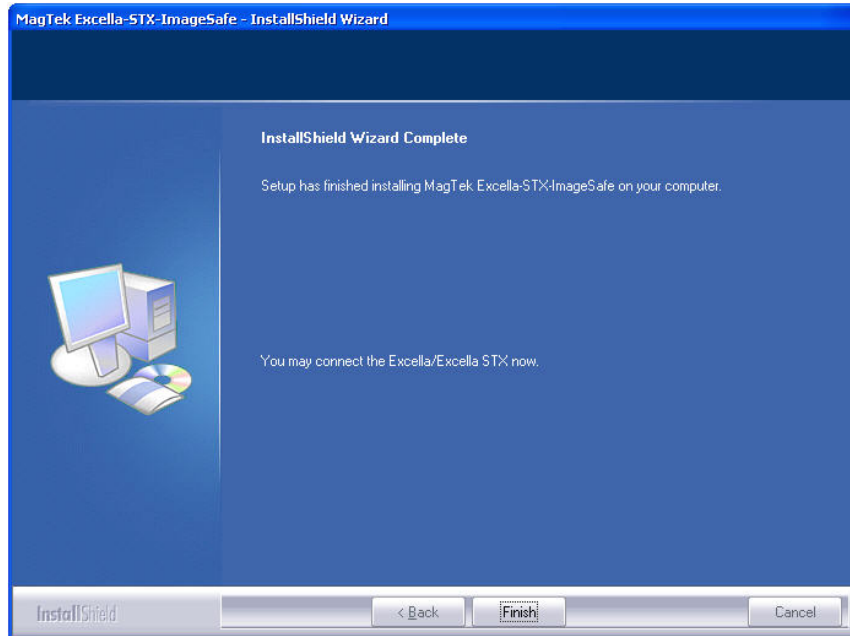 MagTek Excella-STX-ImageSafe - InstallShield Wizard
InstallShield Wizard Complete
Setup has finished installing MagTek Excella-STX-ImageSafe on your computer.
You may connect the Excella/Excella STX now.
InstallShield
< Back
Finish
Cancel